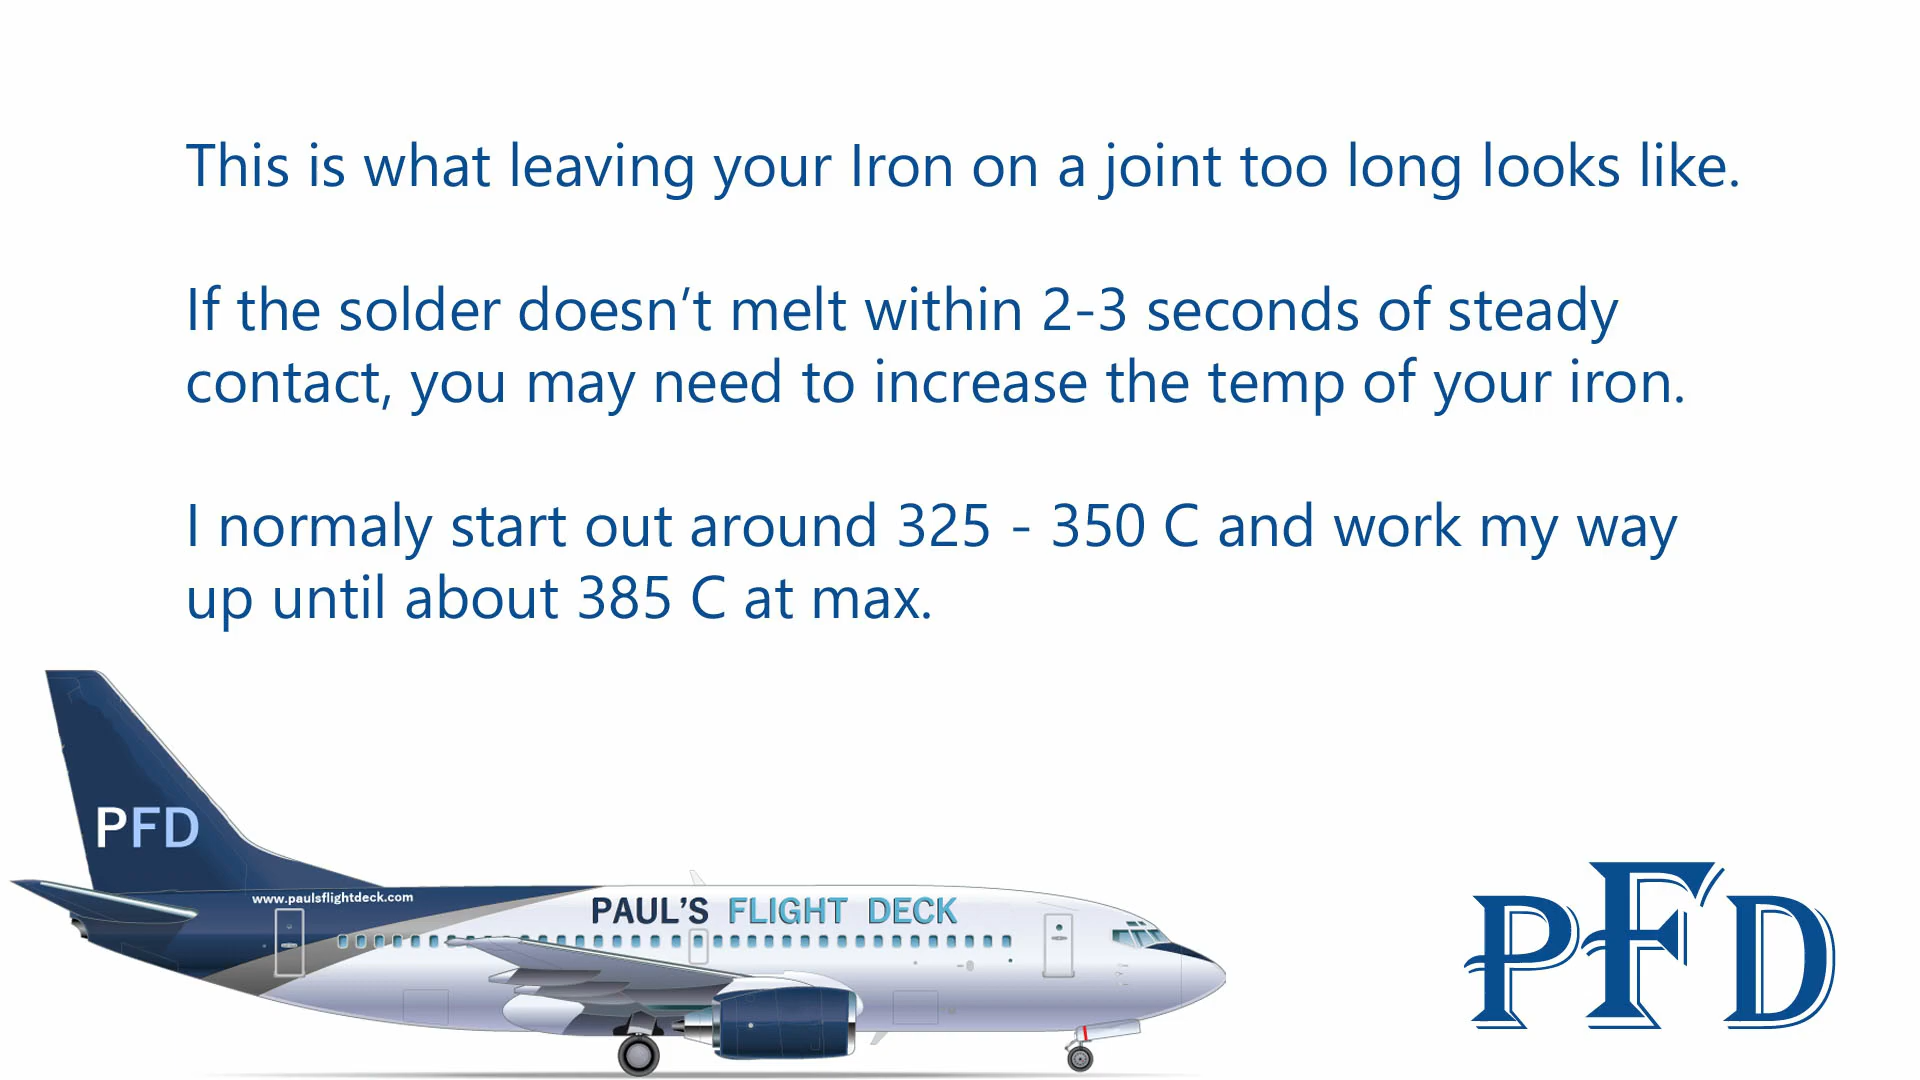 This is what leaving your Iron on a joint too long looks like.
If the solder doesn’t melt within 2-3 seconds of steady
contact, you may need to increase the temp of your iron.
I normaly start out around 325 - 350 C and work my way
up until about 385 C at max.
PFD
www.paulsflightdeck.com
PAUL'S FLIGHT DECK
PFD